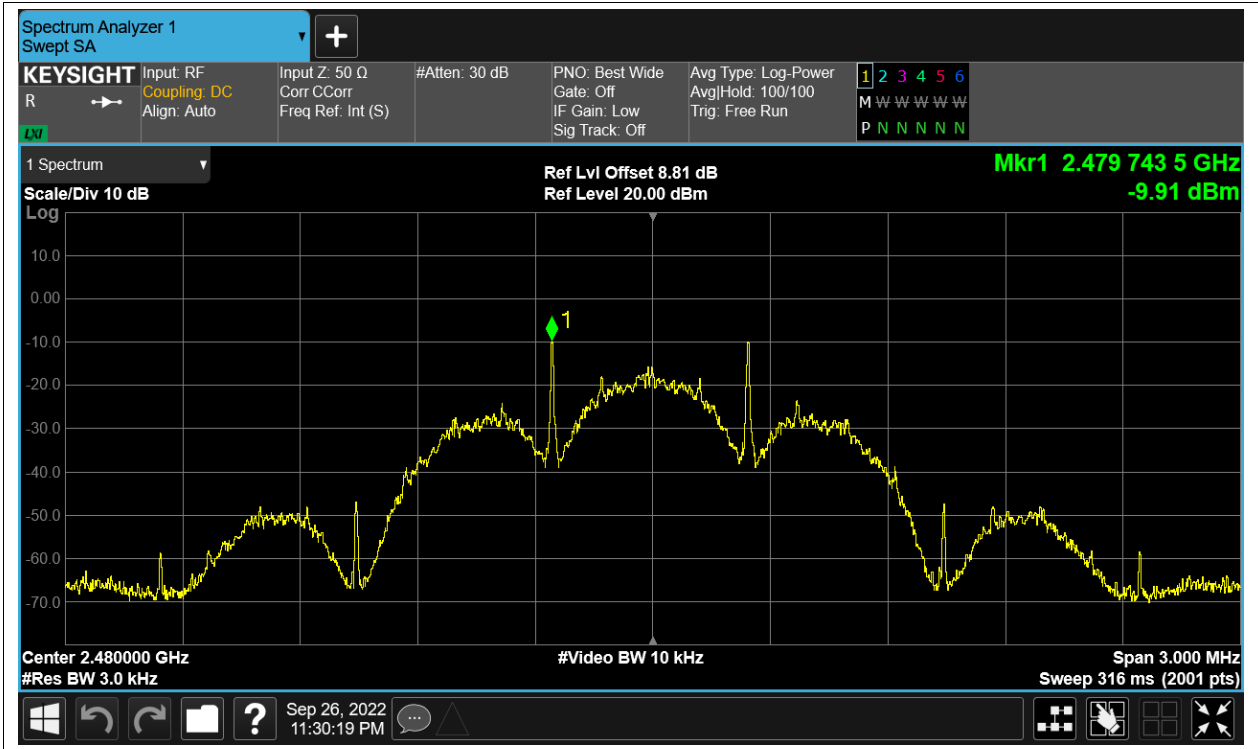 Spectrum Analyzer 1
Swept SA
KEYSIGHT
R
LXI
Input: RF
Coupling: DC
Align: Auto
Input Z: 50 Ω
Corr CCorr
Freq Ref: Int (S)
#Atten: 30 dB
PNO: Best Wide
Gate: Off
IF Gain: Low
Sig Track: Off
Avg Type: Log-Power
Avg|Hold: 100/100
Trig: Free Run
1 2 3 4 5 6
M W W W W W W
P N N N N N N
1 Spectrum
Scale/Div 10 dB
Log
Ref Lvl Offset 8.81 dB
Ref Level 20.00 dBm
Mkr1 2.479 743 5 GHz
-9.91 dBm
10.0
0.00
1
-10.0
-20.0
-30.0
-40.0
-50.0
-60.0
-70.0
Center 2.480000 GHz
#Video BW 10 kHz
Span 3.000 MHz
#Res BW 3.0 kHz
Sweep 316 ms (2001 pts)
?
Sep 26, 2022
11:30:19 PM